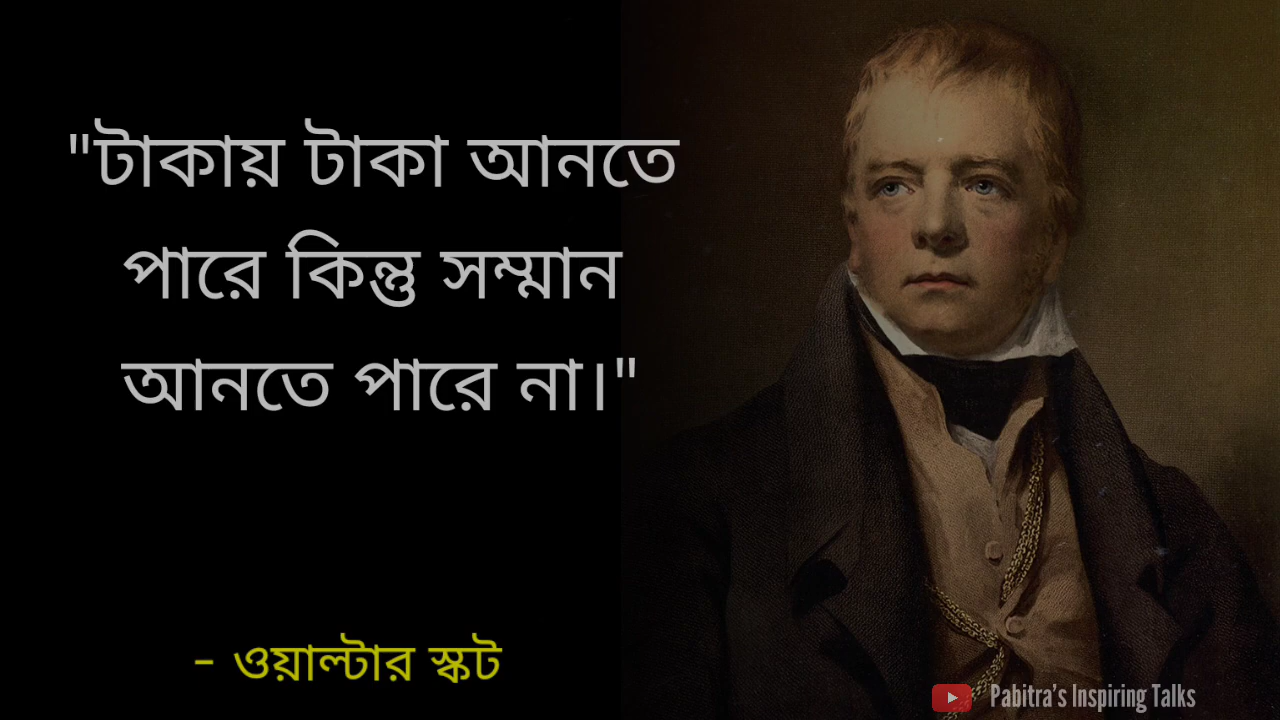 "টাকায় টাকা আনতে
পারে কিন্তু সম্মান
আনতে পারে না।"
- ওয়াল্টার স্কট
Pabitra's Inspiring Talks